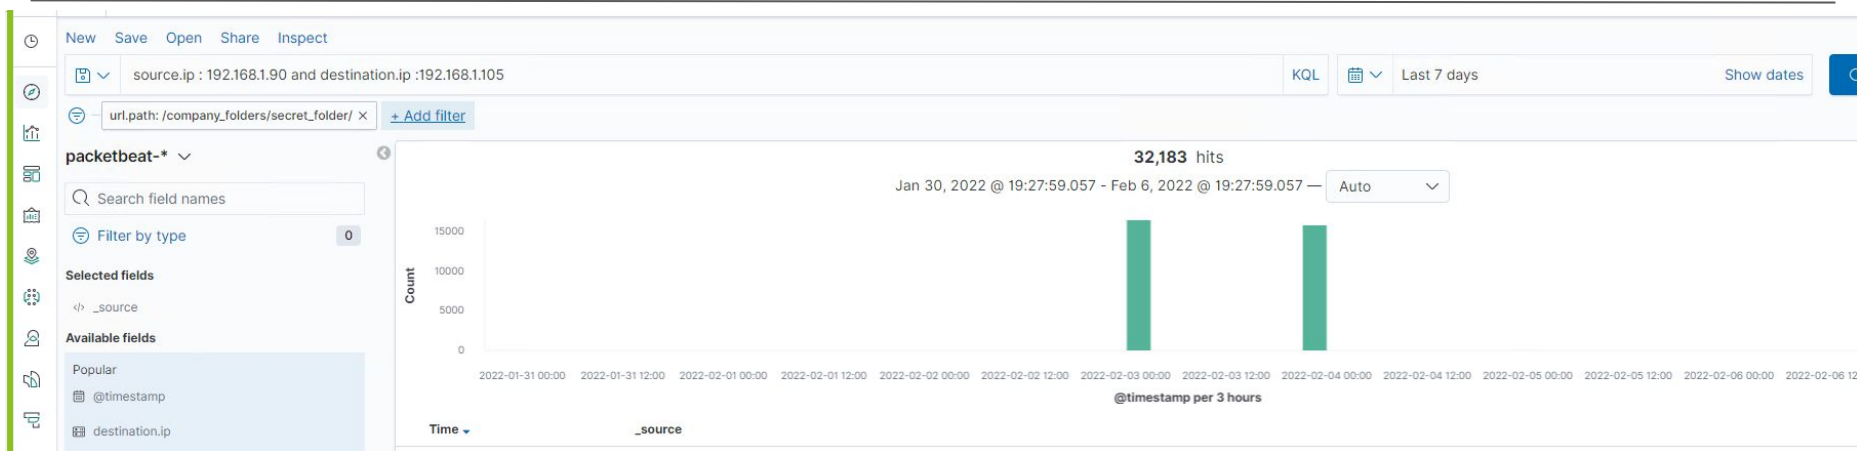 New Save Open Share Inspect
source.ip : 192.168.1.90 and destination.ip :192.168.1.105 KQL Last 7 days Show dates
url.path: /company_folders/secret_folder/ × + Add filter
packetbeat-*
Search field names
Filter by type 0
Selected fields
</> _source
Available fields
Popular
@timestamp
destination.ip
32,183 hits
Jan 30, 2022 @ 19:27:59.057 - Feb 6, 2022 @ 19:27:59.057 — Auto
Count
15000
10000
5000
0
2022-01-31 00:00 2022-01-31 12:00 2022-02-01 00:00 2022-02-01 12:00 2022-02-02 00:00 2022-02-02 12:00 2022-02-03 00:00 2022-02-03 12:00 2022-02-04 00:00 2022-02-04 12:00 2022-02-05 00:00 2022-02-05 12:00 2022-02-06 00:00 2022-02-06 12
@timestamp per 3 hours
Time _source